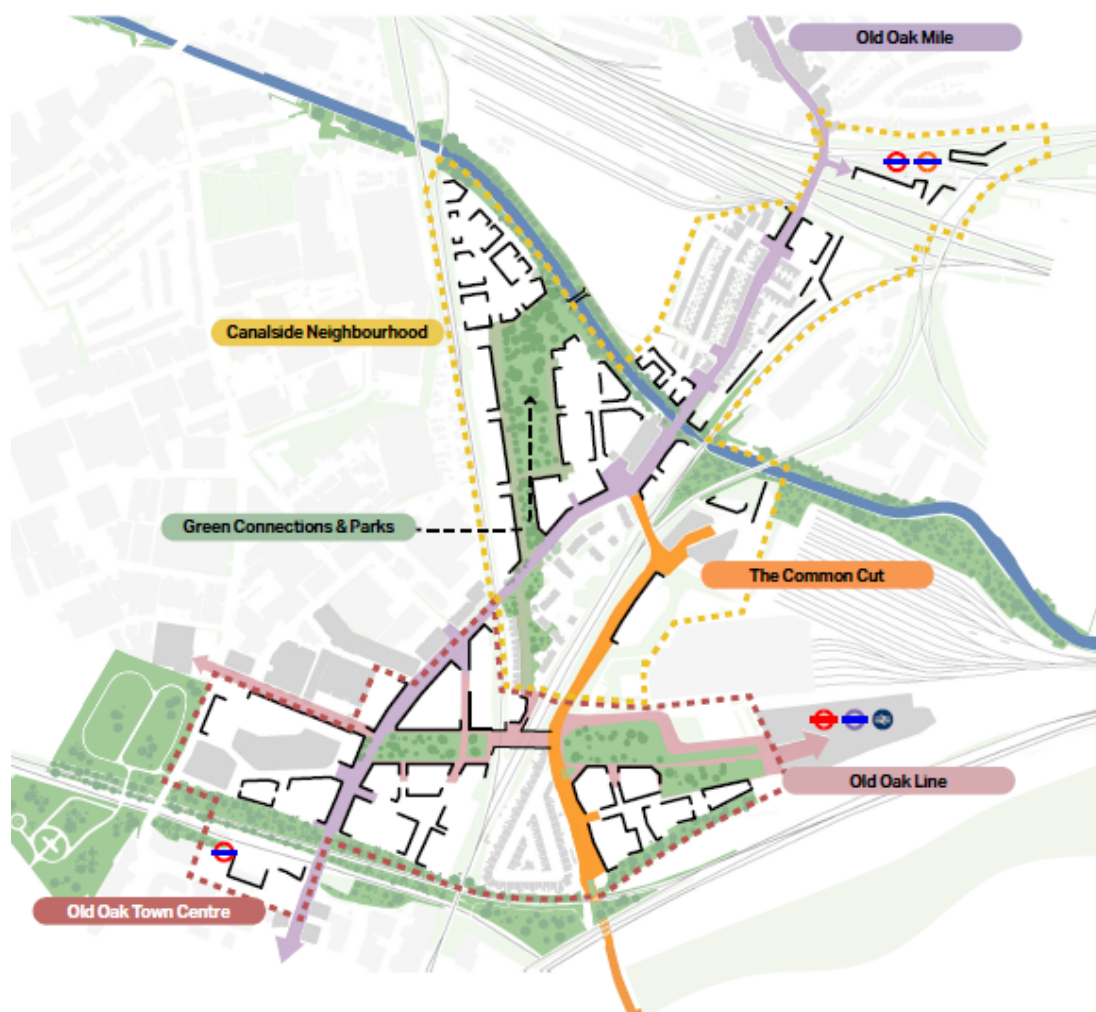 Old Oak Mile
Canalside Neighbourhood
Green Connections & Parks
The Common Cut
Old Oak Line
Old Oak Town Centre